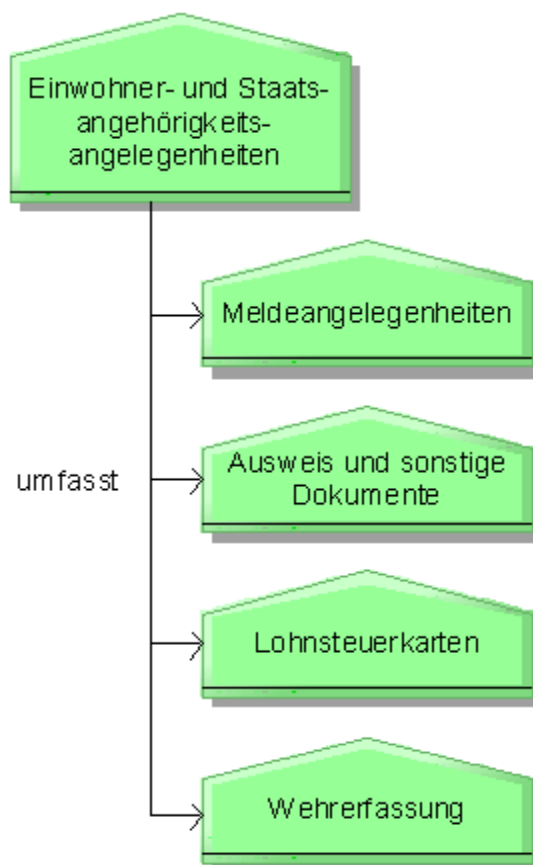 Einwohner- und Staats-
angehörigkeits-
angelegenheiten
Meldeangelegenheiten
umfasst
Ausweis und sonstige
Dokumente
Lohnsteuerkarten
Wehrerfassung